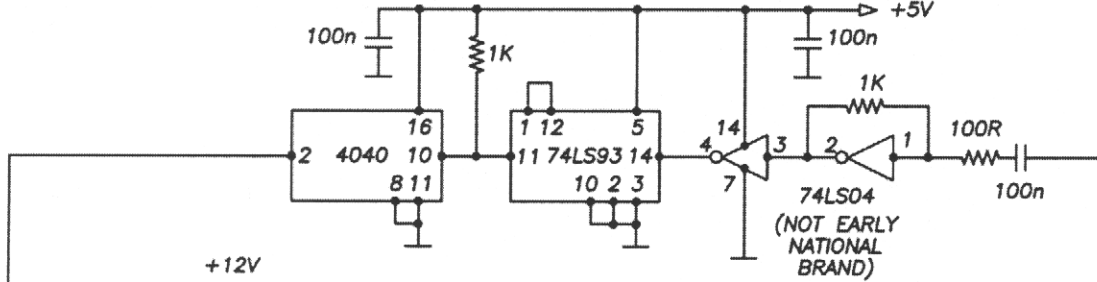 +5V
100n
1K
100n
1K
16
1 12
5
14
4
3
2
1
100R
2 4040 10
11 74LS93 14
7
100n
8 11
10 2 3
74LS04
(NOT EARLY
NATIONAL
BRAND)
+12V